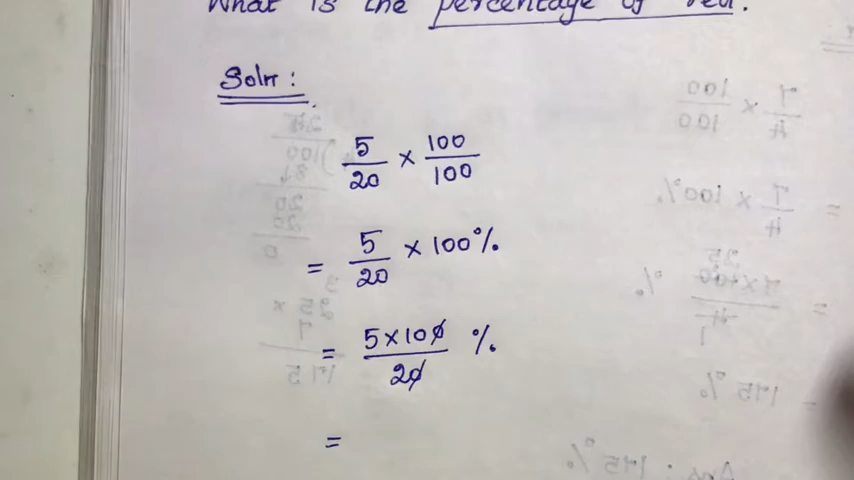 What is the percentage of red.
Soln:
5/20 × 100/100
= 5/20 × 100%
= 5×100/20 %
=